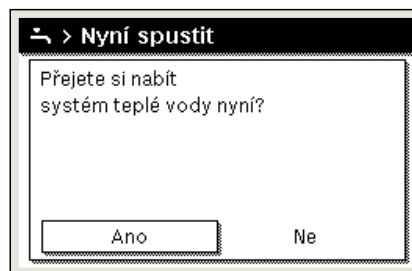 > Nyní spustit
Přejete si nabít
systém teplé vody nyní?
Ano
Ne